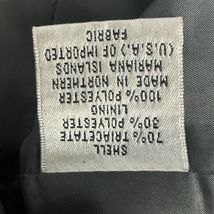 SHELL
70% TRIACETATE
30% POLYESTER
LINING
100% POLYESTER
MADE IN NORTHERN
MARIANA ISLANDS
(U.S.A.) OF IMPORTED
FABRIC